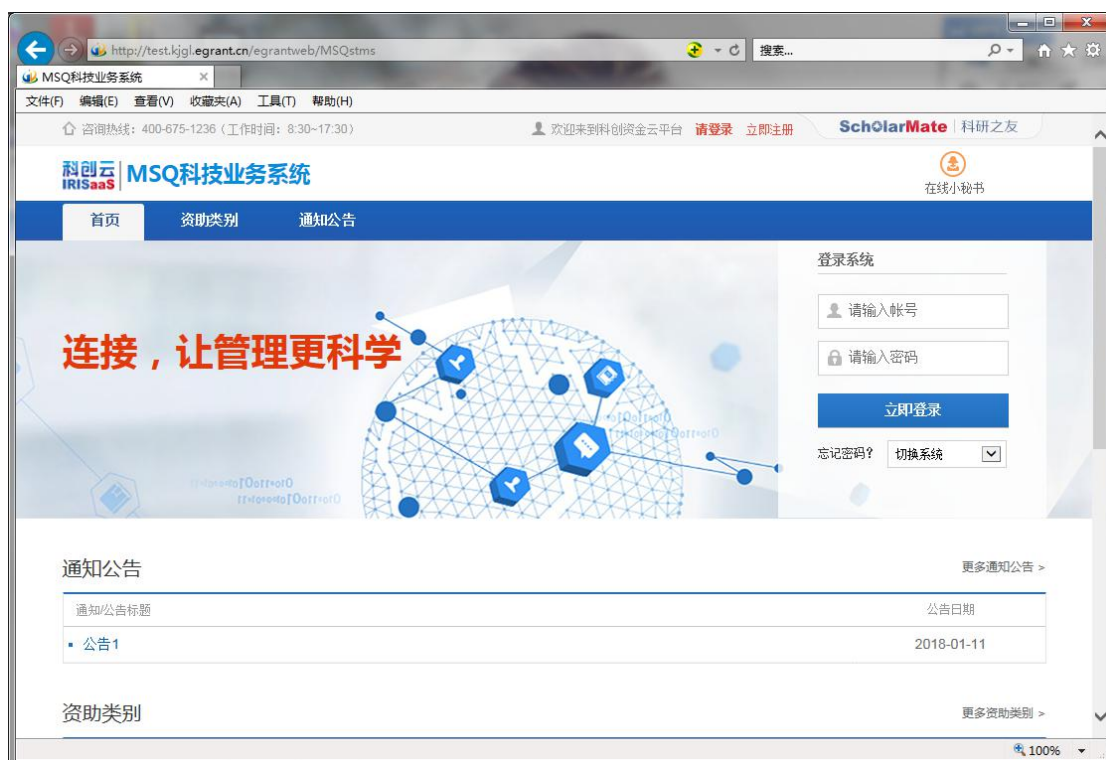 http://test.kjgl.egrant.cn/egrantweb/MSQstms
搜索...
MSQ科技业务系统
文件(F) 编辑(E) 查看(V) 收藏夹(A) 工具(T) 帮助(H)
咨询热线：400-675-1236（工作时间：8:30~17:30）
欢迎来到科创资金云平台 请登录 立即注册
ScholarMate 科研之友
科创云
IRISaaS
MSQ科技业务系统
在线小秘书
首页 资助类别 通知公告
登录系统
请输入帐号
连接，让管理更科学
请输入密码
立即登录
忘记密码? 切换系统
通知公告 更多通知公告 >
通知/公告标题 公告日期
公告1 2018-01-11
资助类别 更多资助类别 >
100%